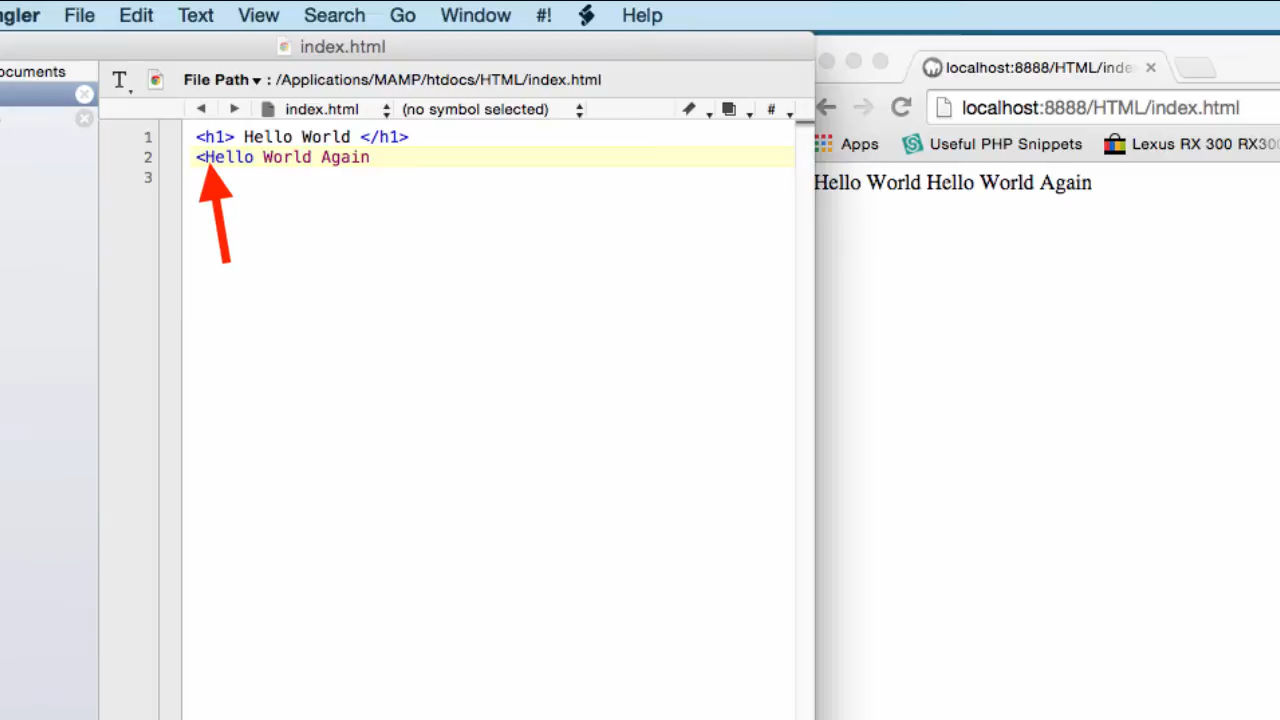 ngler File Edit Text View Search Go Window #! Help
index.html
ocuments
T File Path : /Applications/MAMP/htdocs/HTML/index.html
index.html (no symbol selected) #
1 <h1> Hello World </h1>
2 <Hello World Again
3
localhost:8888/HTML/inde
localhost:8888/HTML/index.html
Apps Useful PHP Snippets Lexus RX 300 RX300
Hello World Hello World Again